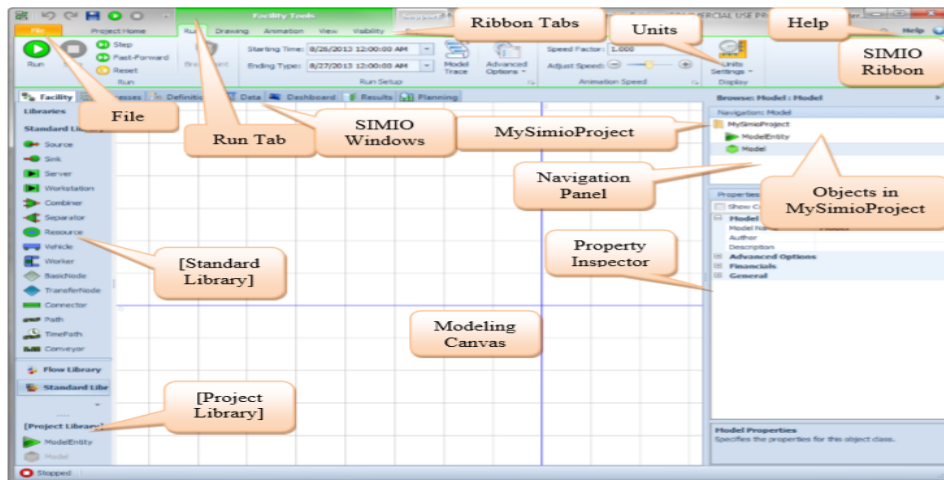 Facility Tools
Ribbon Tabs
Units
Help
SIMIO
Ribbon
File
Project Home
Drawing
Animation
View
Visibility
Help
Run
Step
Fast-Forward
Reset
Starting Time: 8/26/2013 12:00:00 AM
Ending Type: 8/27/2013 12:00:00 AM
Model
Trace
Advanced
Options
Speed Factor: 1.000
Adjust Speed:
Units
Settings
Run
Run Setup
Animation Speed
Display
Facility
Data
Dashboard
Results
Planning
File
Run Tab
SIMIO
Windows
MySimioProject
Navigation
Panel
Objects in
MySimioProject
Browse: Model : Model
Navigation: Model
MySimioProject
ModelEntity
Model
Libraries
Source
Sink
Server
Workstation
Combiner
Separator
Resource
Vehicle
Worker
BasicNode
TransferNode
Connector
Path
TimePath
Conveyor
Flow Library
Standard Libr
[Standard
Library]
Property
Inspector
Modeling
Canvas
[Project
Library]
Author
Description
Advanced Options
Financials
General
[Project Library]
ModelEntity
Model
Model Properties
Specifies the properties for this object class.
Stopped